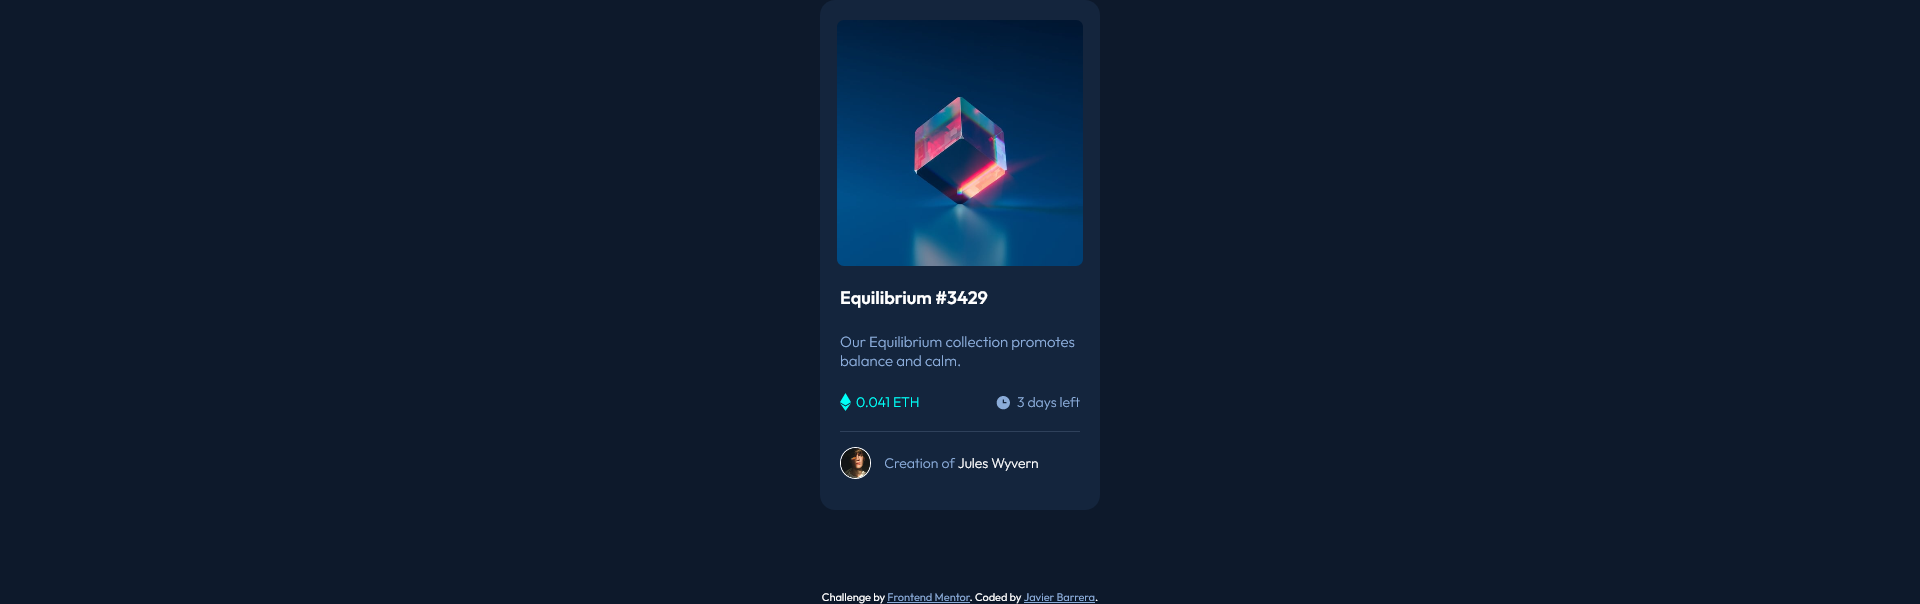 Equilibrium #3429
Our Equilibrium collection promotes
balance and calm.
0.041 ETH
3 days left
Creation of Jules Wyvern
Challenge by Frontend Mentor. Coded by Javier Barrera.